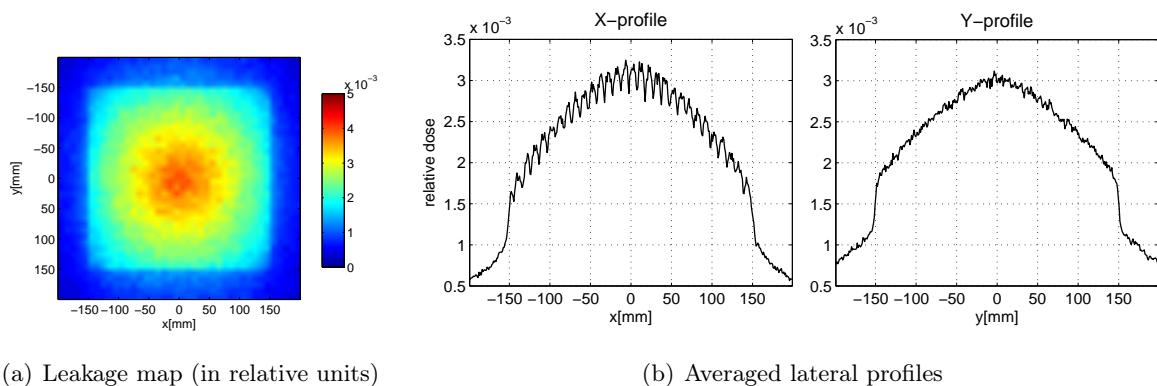 x 10⁻³
−150
−100
−50
0
50
100
150
y[mm]
−150 −100 −50 0 50 100 150
x[mm]
5
4
3
2
1
0
X−profile
x 10⁻³
3.5
3
2.5
2
1.5
1
0.5
relative dose
−150 −100 −50 0 50 100 150
x[mm]
Y−profile
x 10⁻³
3.5
3
2.5
2
1.5
1
0.5
−150 −100 −50 0 50 100 150
y[mm]
(a) Leakage map (in relative units)
(b) Averaged lateral profiles